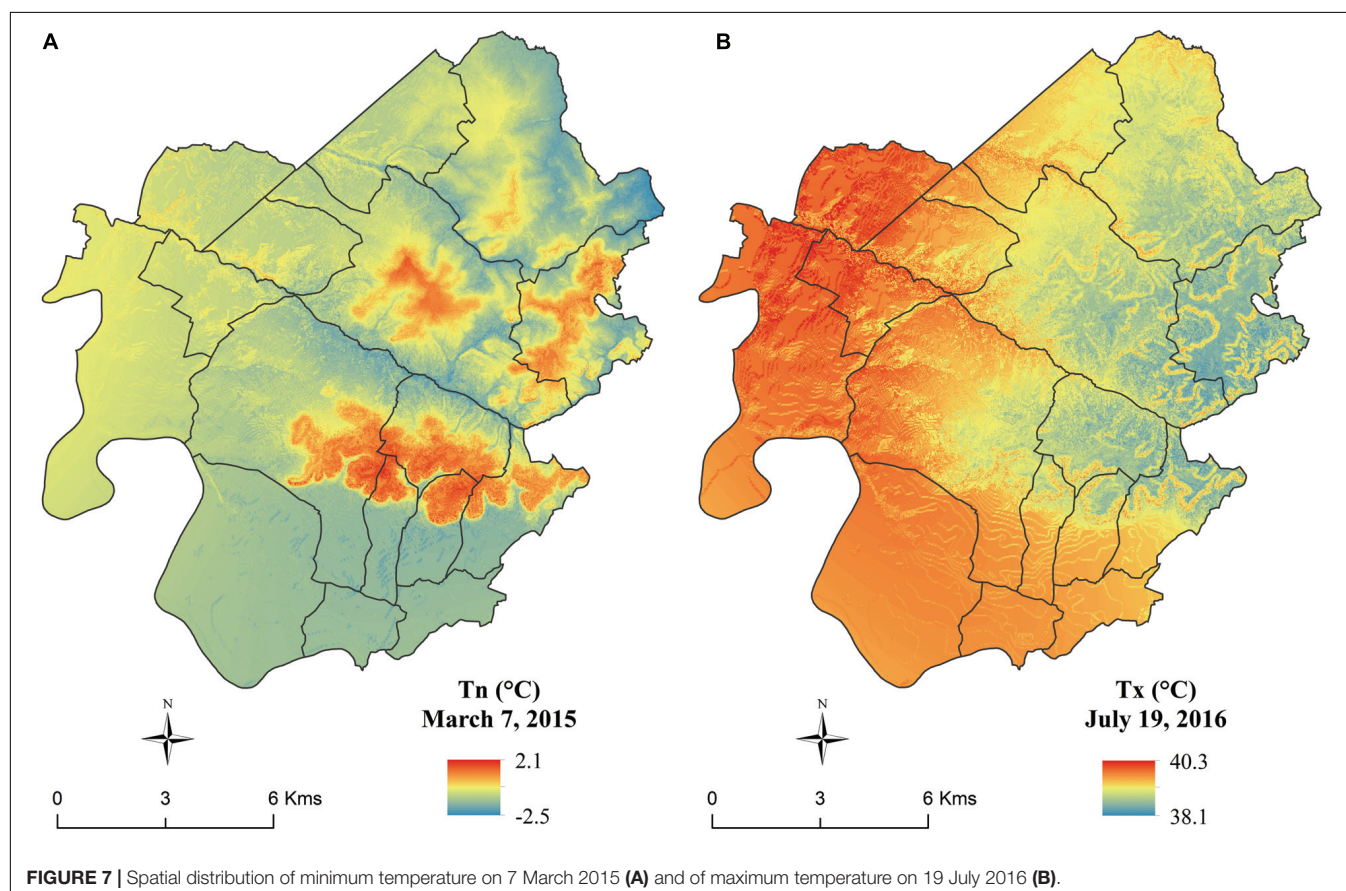 A
N
Tn (°C)
March 7, 2015
2.1
-2.5
0 3 6 Kms
B
N
Tx (°C)
July 19, 2016
40.3
38.1
0 3 6 Kms
FIGURE 7 | Spatial distribution of minimum temperature on 7 March 2015 (A) and of maximum temperature on 19 July 2016 (B).